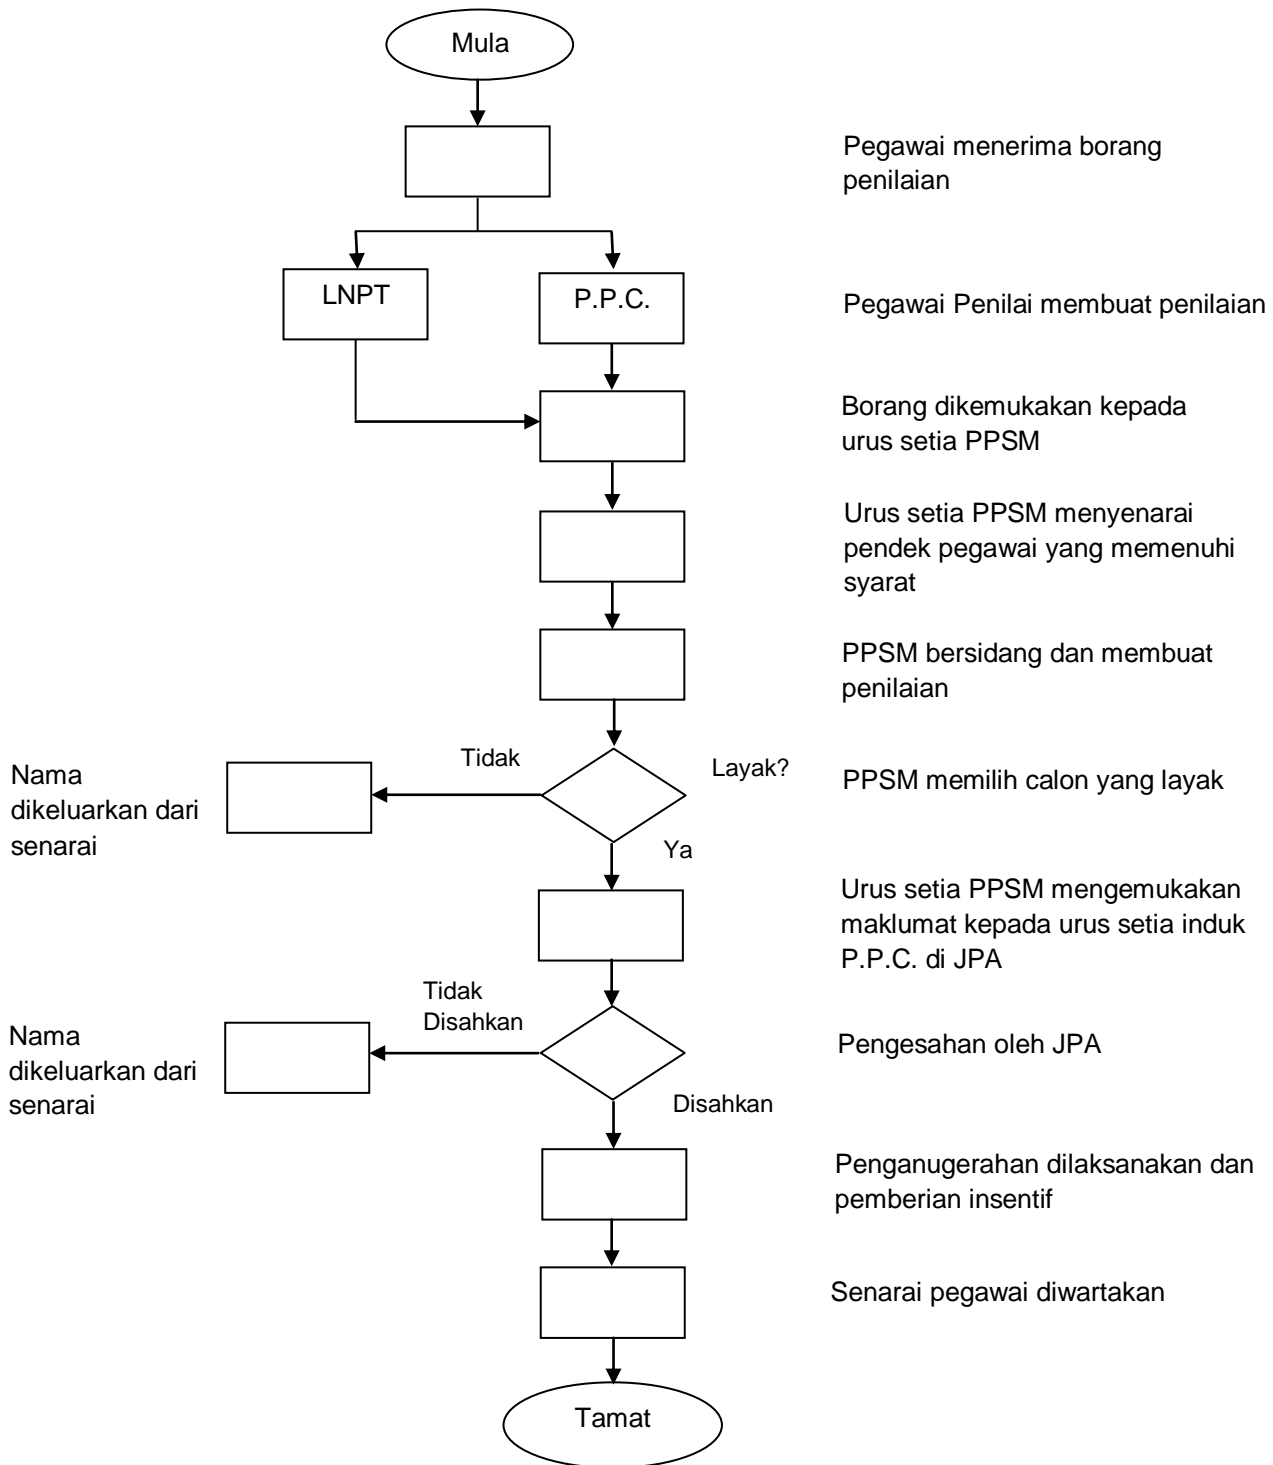 Mula
Pegawai menerima borang
penilaian
LNPT
P.P.C.
Pegawai Penilai membuat penilaian
Borang dikemukakan kepada
urus setia PPSM
Urus setia PPSM menyenarai
pendek pegawai yang memenuhi
syarat
PPSM bersidang dan membuat
penilaian
Nama
dikeluarkan dari
senarai
Tidak
Layak?
PPSM memilih calon yang layak
Ya
Urus setia PPSM mengemukakan
maklumat kepada urus setia induk
P.P.C. di JPA
Nama
dikeluarkan dari
senarai
Tidak
Disahkan
Pengesahan oleh JPA
Disahkan
Penganugerahan dilaksanakan dan
pemberian insentif
Senarai pegawai diwartakan
Tamat